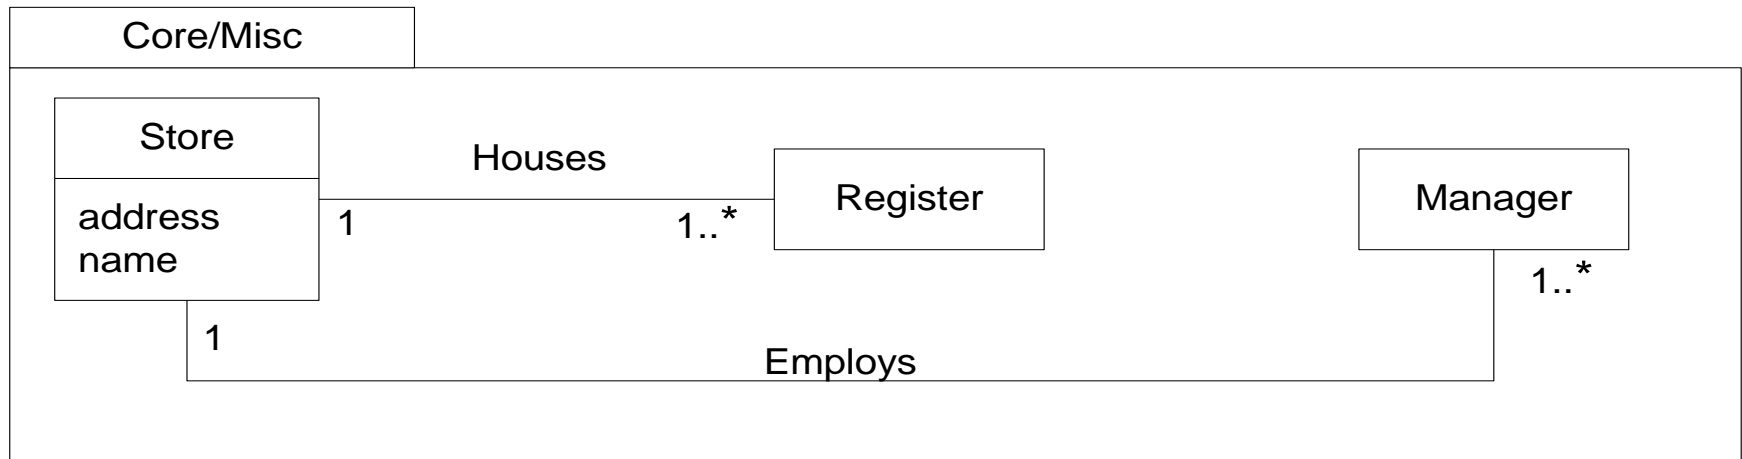 Core/Misc
Store
address
name
Houses
1
1..*
Register
Manager
1..*
1
Employs